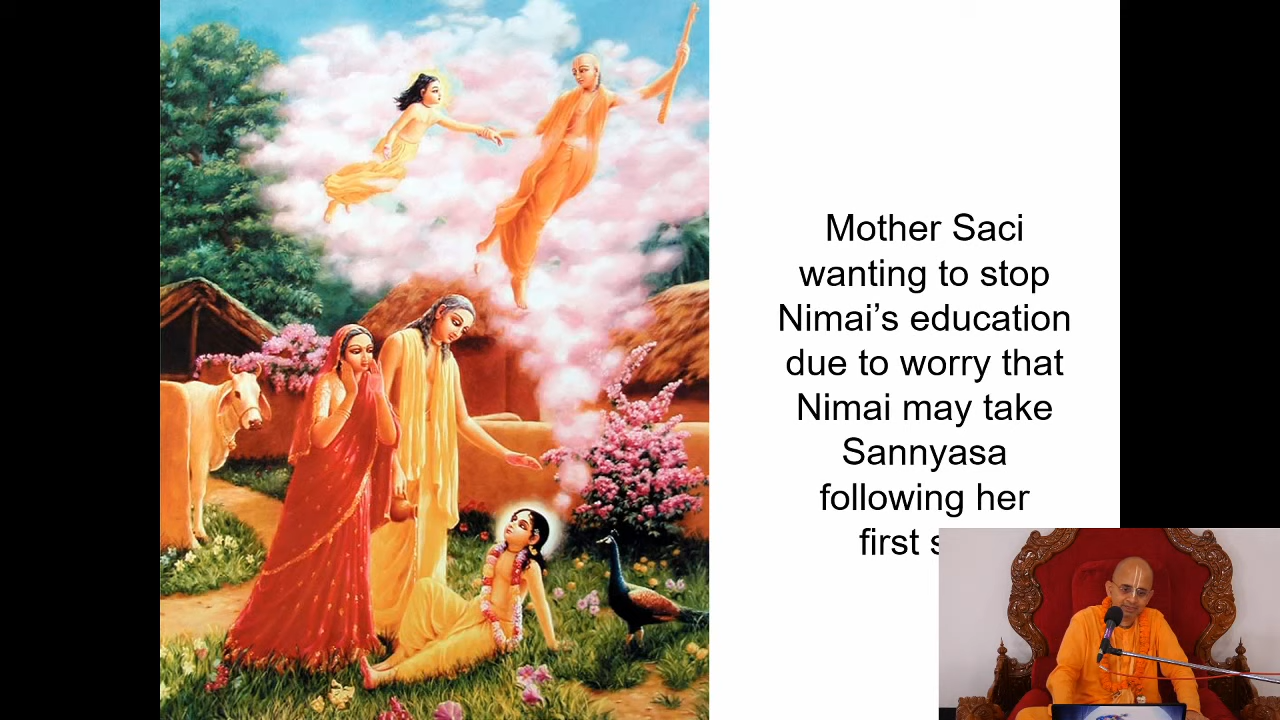 Mother Saci
wanting to stop
Nimai’s education
due to worry that
Nimai may take
Sannyasa
following her
first